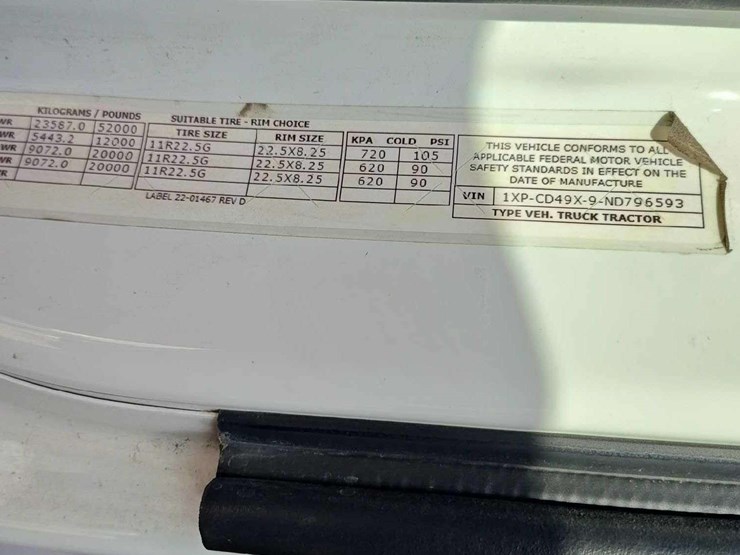 KILOGRAMS / POUNDS
WR 23587.0 52000
WR 5443.2 12000
WR 9072.0 20000
WR 9072.0 20000
R
SUITABLE TIRE - RIM CHOICE
TIRE SIZE RIM SIZE
11R22.5G 22.5X8.25
11R22.5G 22.5X8.25
11R22.5G 22.5X8.25
KPA COLD PSI
720 105
620 90
620 90
LABEL 22-01467 REV D
THIS VEHICLE CONFORMS TO ALL
APPLICABLE FEDERAL MOTOR VEHICLE
SAFETY STANDARDS IN EFFECT ON THE
DATE OF MANUFACTURE
VIN 1XP-CD49X-9-ND796593
TYPE VEH. TRUCK TRACTOR